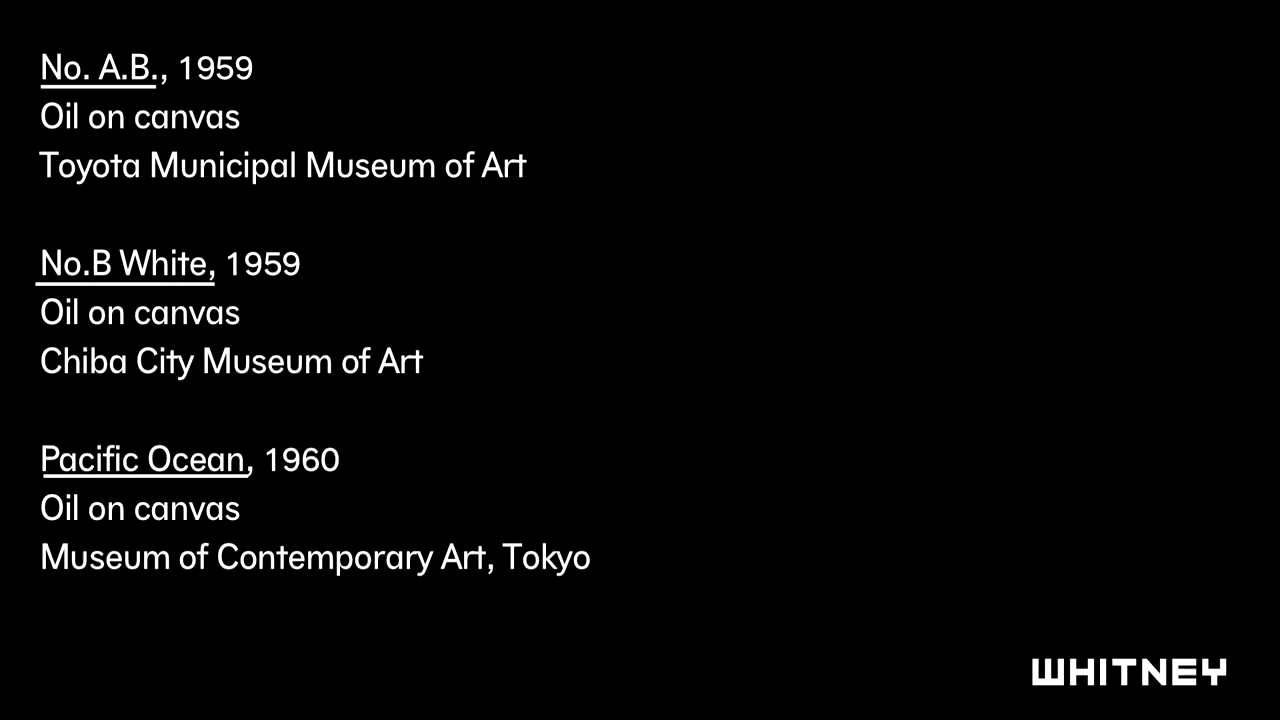 No. A.B., 1959
Oil on canvas
Toyota Municipal Museum of Art
No.B White, 1959
Oil on canvas
Chiba City Museum of Art
Pacific Ocean, 1960
Oil on canvas
Museum of Contemporary Art, Tokyo
WHITNEY